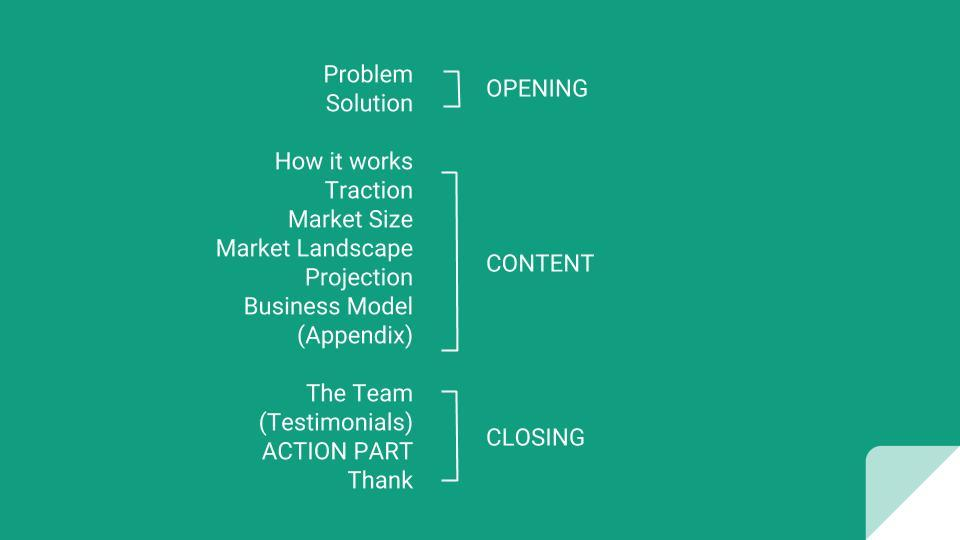 Problem
Solution
OPENING
How it works
Traction
Market Size
Market Landscape
Projection
Business Model
(Appendix)
CONTENT
The Team
(Testimonials)
ACTION PART
Thank
CLOSING